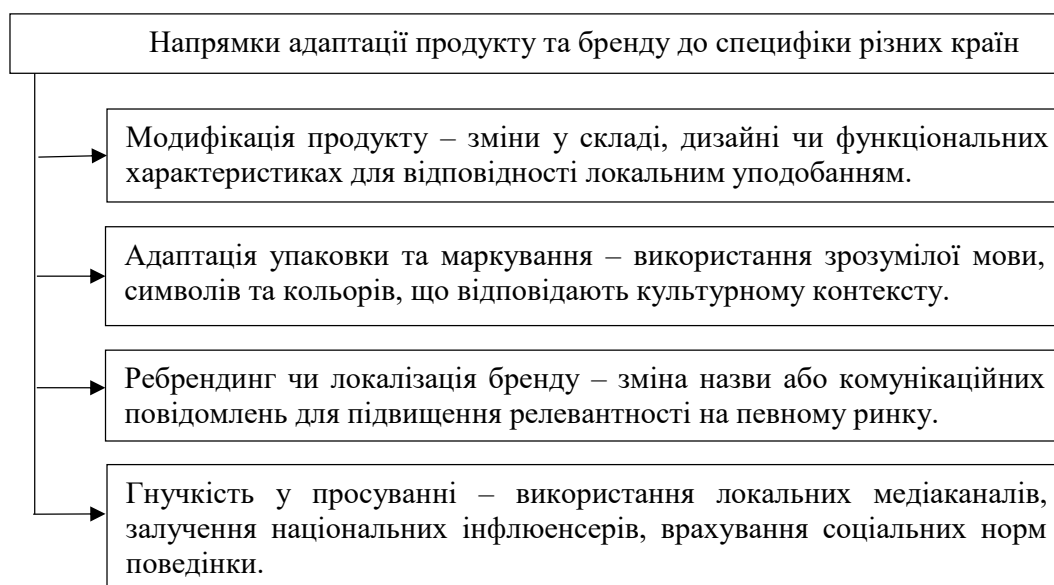 Напрямки адаптації продукту та бренду до специфіки різних країн
Модифікація продукту – зміни у складі, дизайні чи функціональних
характеристиках для відповідності локальним уподобанням.
Адаптація упаковки та маркування – використання зрозумілої мови,
символів та кольорів, що відповідають культурному контексту.
Ребрендинг чи локалізація бренду – зміна назви або комунікаційних
повідомлень для підвищення релевантності на певному ринку.
Гнучкість у просуванні – використання локальних медіаканалів,
залучення національних інфлюенсерів, врахування соціальних норм
поведінки.